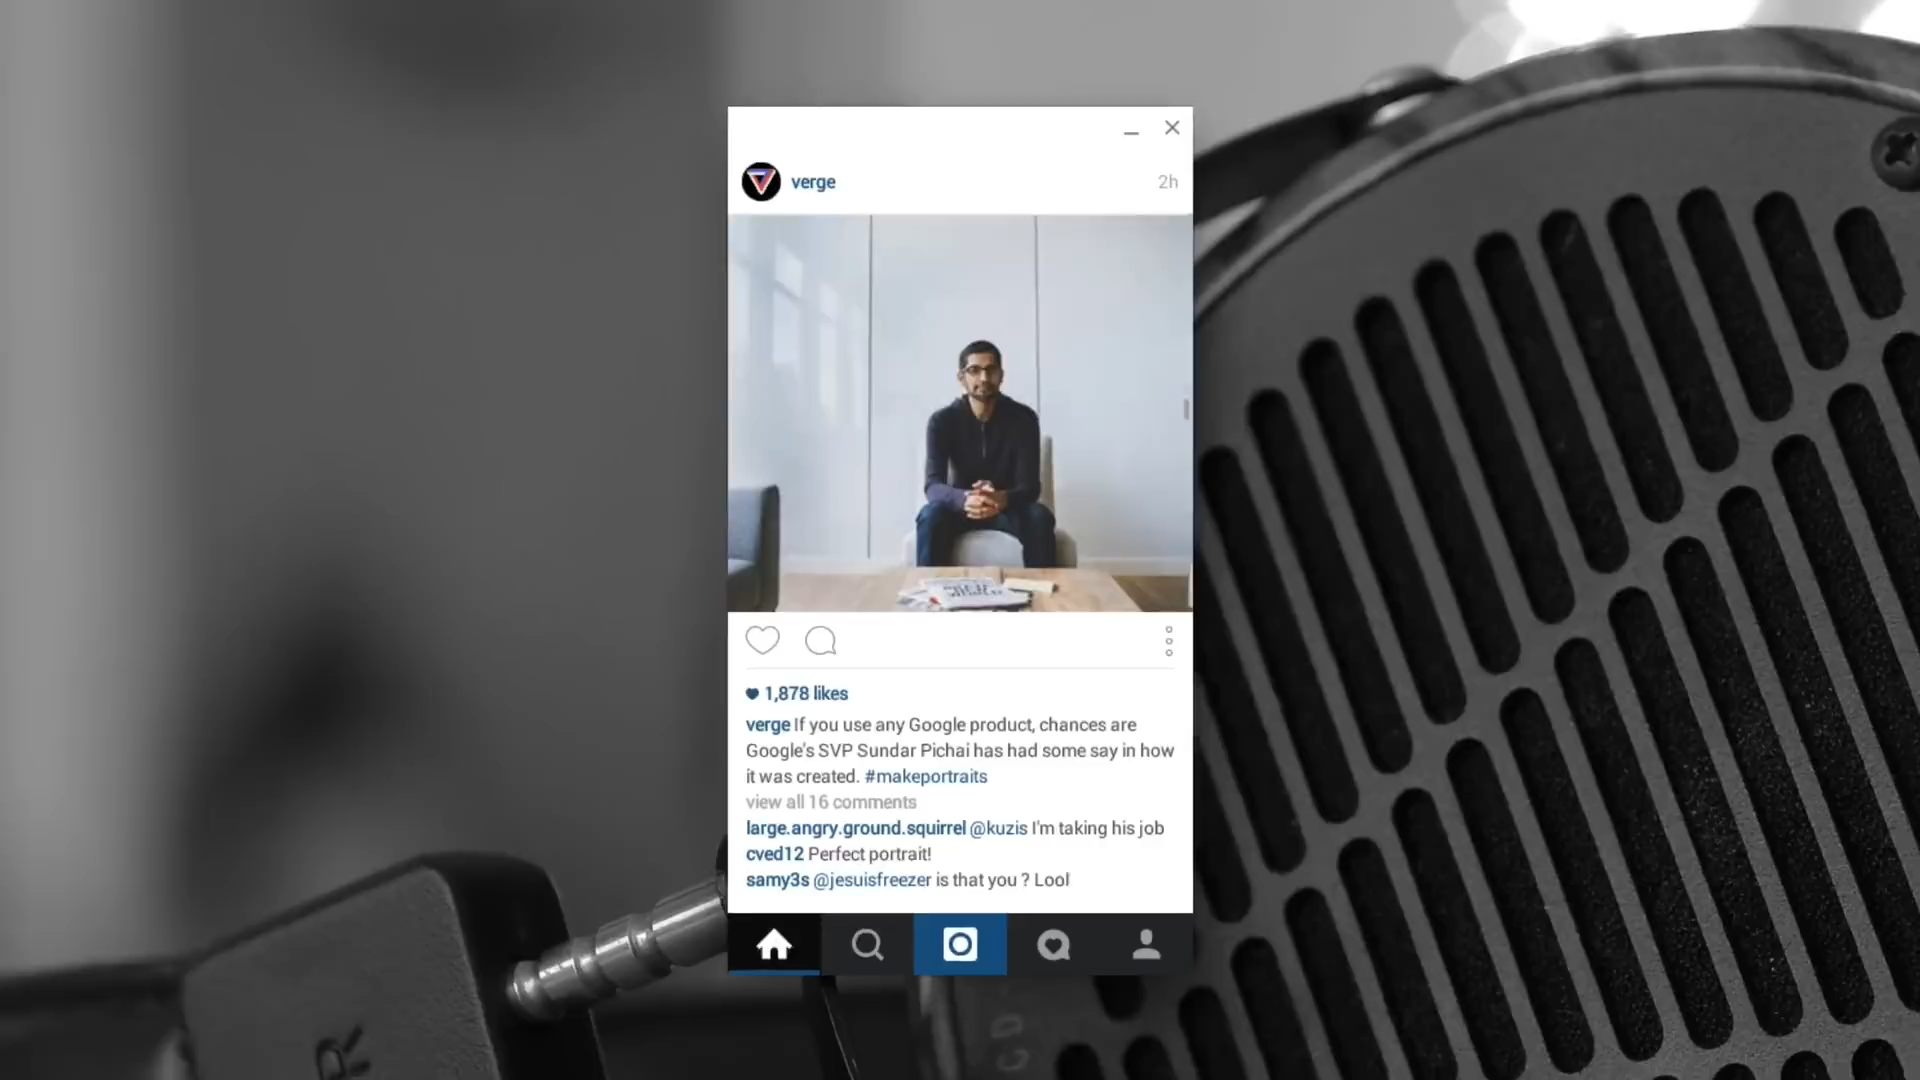 verge
2h
1,878 likes
verge If you use any Google product, chances are
Google's SVP Sundar Pichai has had some say in how
it was created. #makeportraits
view all 16 comments
large.angry.ground.squirrel @kuzis I'm taking his job
cved12 Perfect portrait!
samy3s @jesuisfreezer is that you ? Lool
R